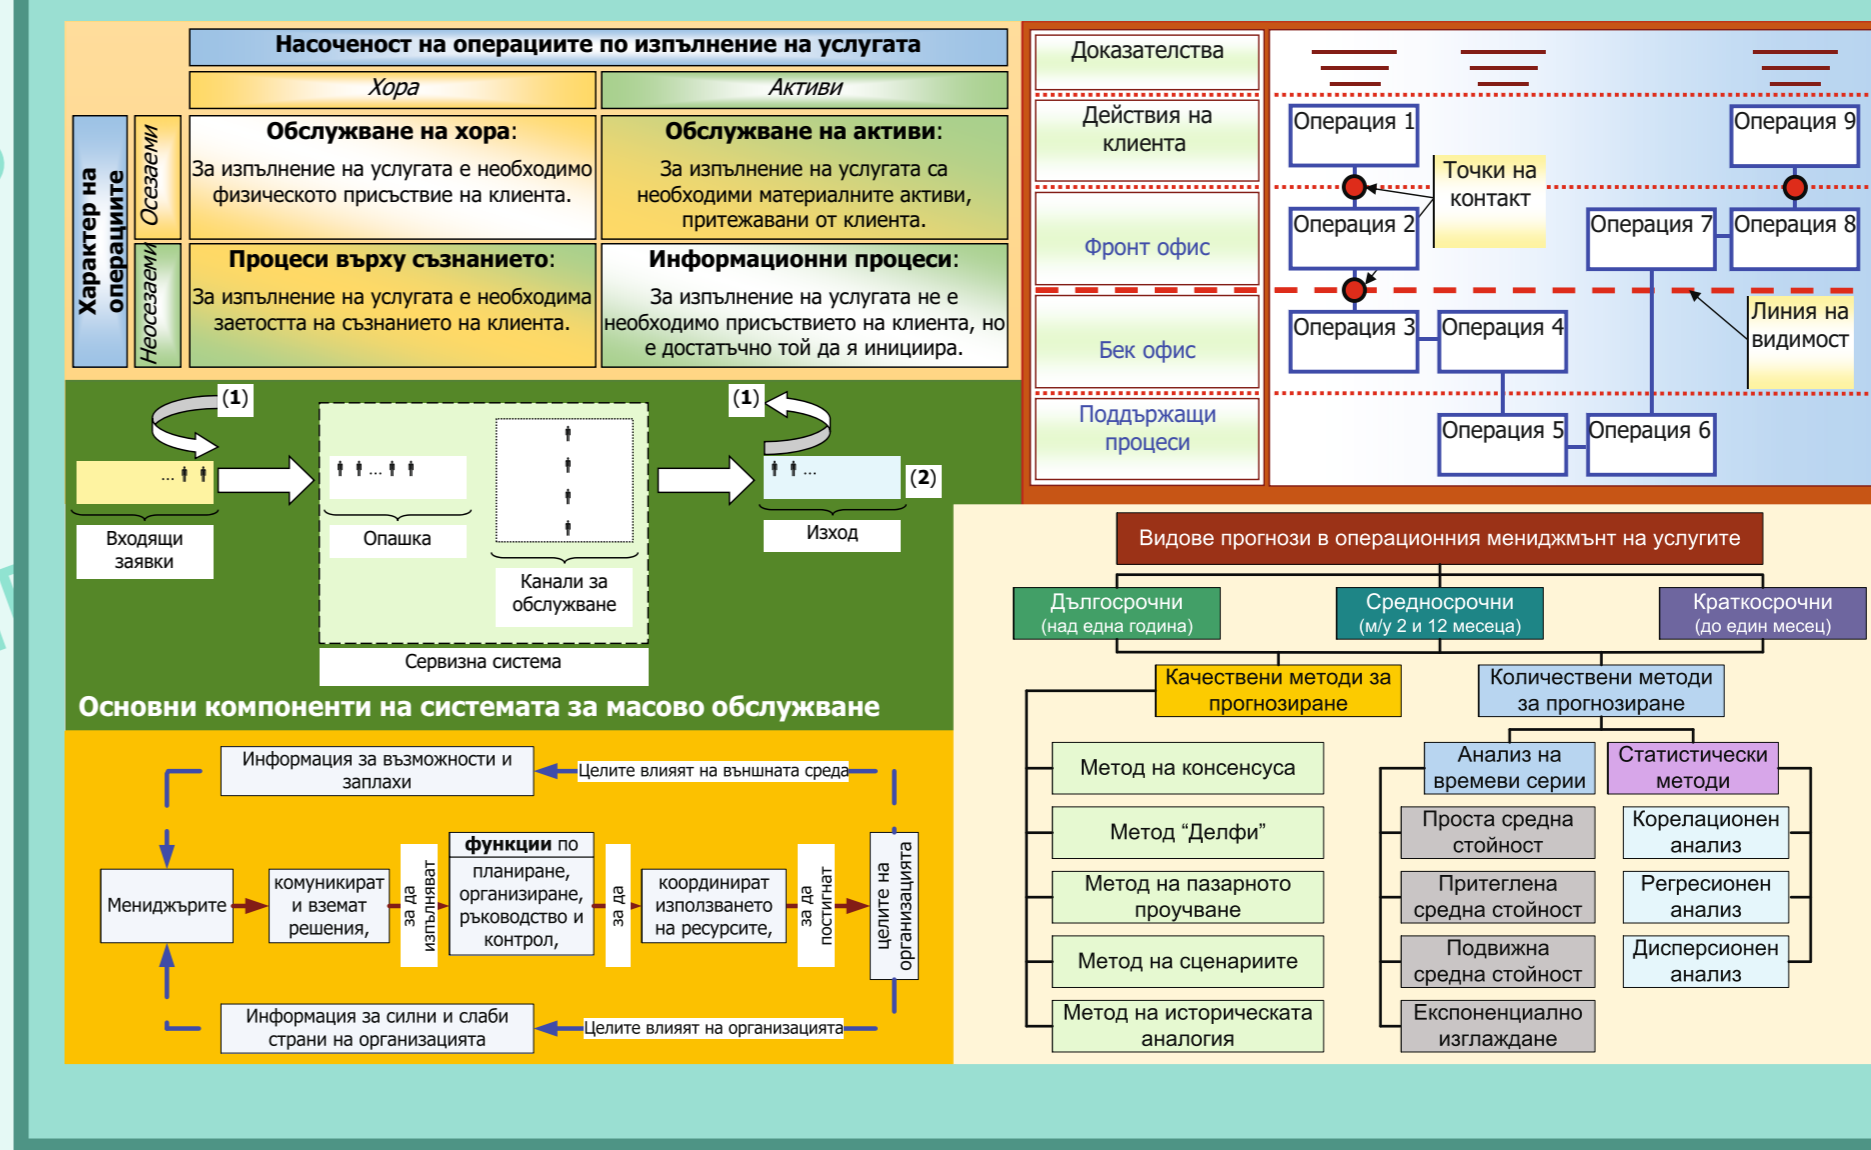 Насоченост на операциите по изпълнение на услугата
Хора
Активи
Характер на
операциите
Осезаеми
Обслужване на хора:
За изпълнение на услугата е необходимо
физическото присъствие на клиента.
Обслужване на активи:
За изпълнение на услугата са
необходими материалните активи,
притежавани от клиента.
Неосезаеми
Процеси върху съзнанието:
За изпълнение на услугата е необходима
заетостта на съзнанието на клиента.
Информационни процеси:
За изпълнение на услугата не е
необходимо присъствието на клиента, но
е достатъчно той да я инициира.
Доказателства
Действия на
клиента
Фронт офис
Бек офис
Поддържащи
процеси
Операция 1
Операция 9
Точки на
контакт
Операция 2
Операция 7
Операция 8
Операция 3
Операция 4
Линия на
видимост
Операция 5
Операция 6
(1)
(1)
...
...
...
(2)
Входящи
заявки
Опашка
Канали за
обслужване
Изход
Сервизна система
Основни компоненти на системата за масово обслужване
Информация за възможности и
заплахи
Целите влияят на външната среда
Мениджърите
комуникират
и вземат
решения,
за да
изпълняват
функции по
планиране,
организиране,
ръководство и
контрол,
за да
координират
използването
на ресурсите,
за да
постигнат
целите на
организацията
Информация за силни и слаби
страни на организацията
Целите влияят на организацията
Видове прогнози в операционния мениджмънт на услугите
Дългосрочни
(над една година)
Средносрочни
(м/у 2 и 12 месеца)
Краткосрочни
(до един месец)
Качествени методи за
прогнозиране
Количествени методи
за прогнозиране
Метод на консенсуса
Метод “Делфи”
Метод на пазарното
проучване
Метод на сценариите
Метод на историческата
аналогия
Анализ на
времеви серии
Статистически
методи
Проста средна
стойност
Притеглена
средна стойност
Подвижна
средна стойност
Експоненциално
изглаждане
Корелационен
анализ
Регресионен
анализ
Дисперсионен
анализ